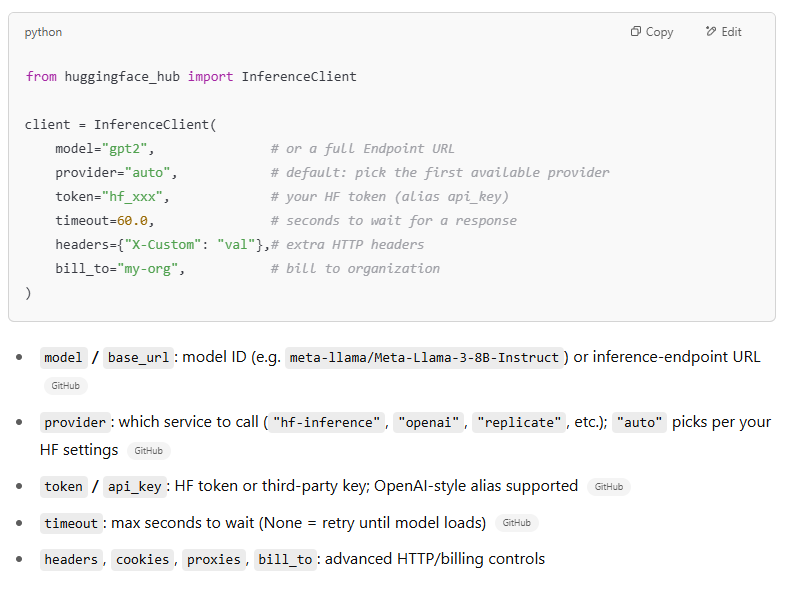 python
Copy
Edit
from huggingface_hub import InferenceClient
client = InferenceClient(
    model="gpt2",               # or a full Endpoint URL
    provider="auto",            # default: pick the first available provider
    token="hf_xxx",             # your HF token (alias api_key)
    timeout=60.0,               # seconds to wait for a response
    headers={"X-Custom": "val"},# extra HTTP headers
    bill_to="my-org",           # bill to organization
)
• model / base_url: model ID (e.g. meta-llama/Meta-Llama-3-8B-Instruct) or inference-endpoint URL
GitHub
• provider: which service to call ("hf-inference", "openai", "replicate", etc.); "auto" picks per your
HF settings GitHub
• token / api_key: HF token or third-party key; OpenAI-style alias supported GitHub
• timeout: max seconds to wait (None = retry until model loads) GitHub
• headers, cookies, proxies, bill_to: advanced HTTP/billing controls